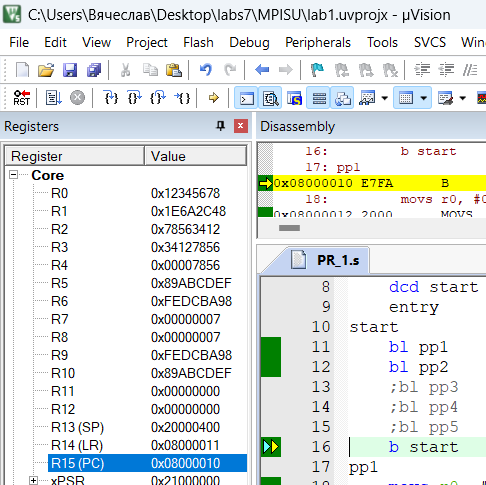 C:\Users\Вячеслав\Desktop\labs7\MPISU\lab1.uvprojx - µVision
File Edit View Project Flash Debug Peripherals Tools SVCS
RST
Registers
Disassembly
Register Value
Core
R0 0x12345678
R1 0x1E6A2C48
R2 0x78563412
R3 0x34127856
R4 0x00007856
R5 0x89ABCDEF
R6 0xFEDCBA98
R7 0x00000007
R8 0x00000007
R9 0xFEDCBA98
R10 0x89ABCDEF
R11 0x00000000
R12 0x00000000
R13 (SP) 0x20000400
R14 (LR) 0x08000011
R15 (PC) 0x08000010
xPSR 0x21000000
16: b start
17: pp1
0x08000010 E7FA B
18: movs r0, #0
0x08000012 2000 MOVS
PR_1.s
8 dcd start
9 entry
10 start
11 bl pp1
12 bl pp2
13 ;bl pp3
14 ;bl pp4
15 ;bl pp5
16 b start
17 pp1